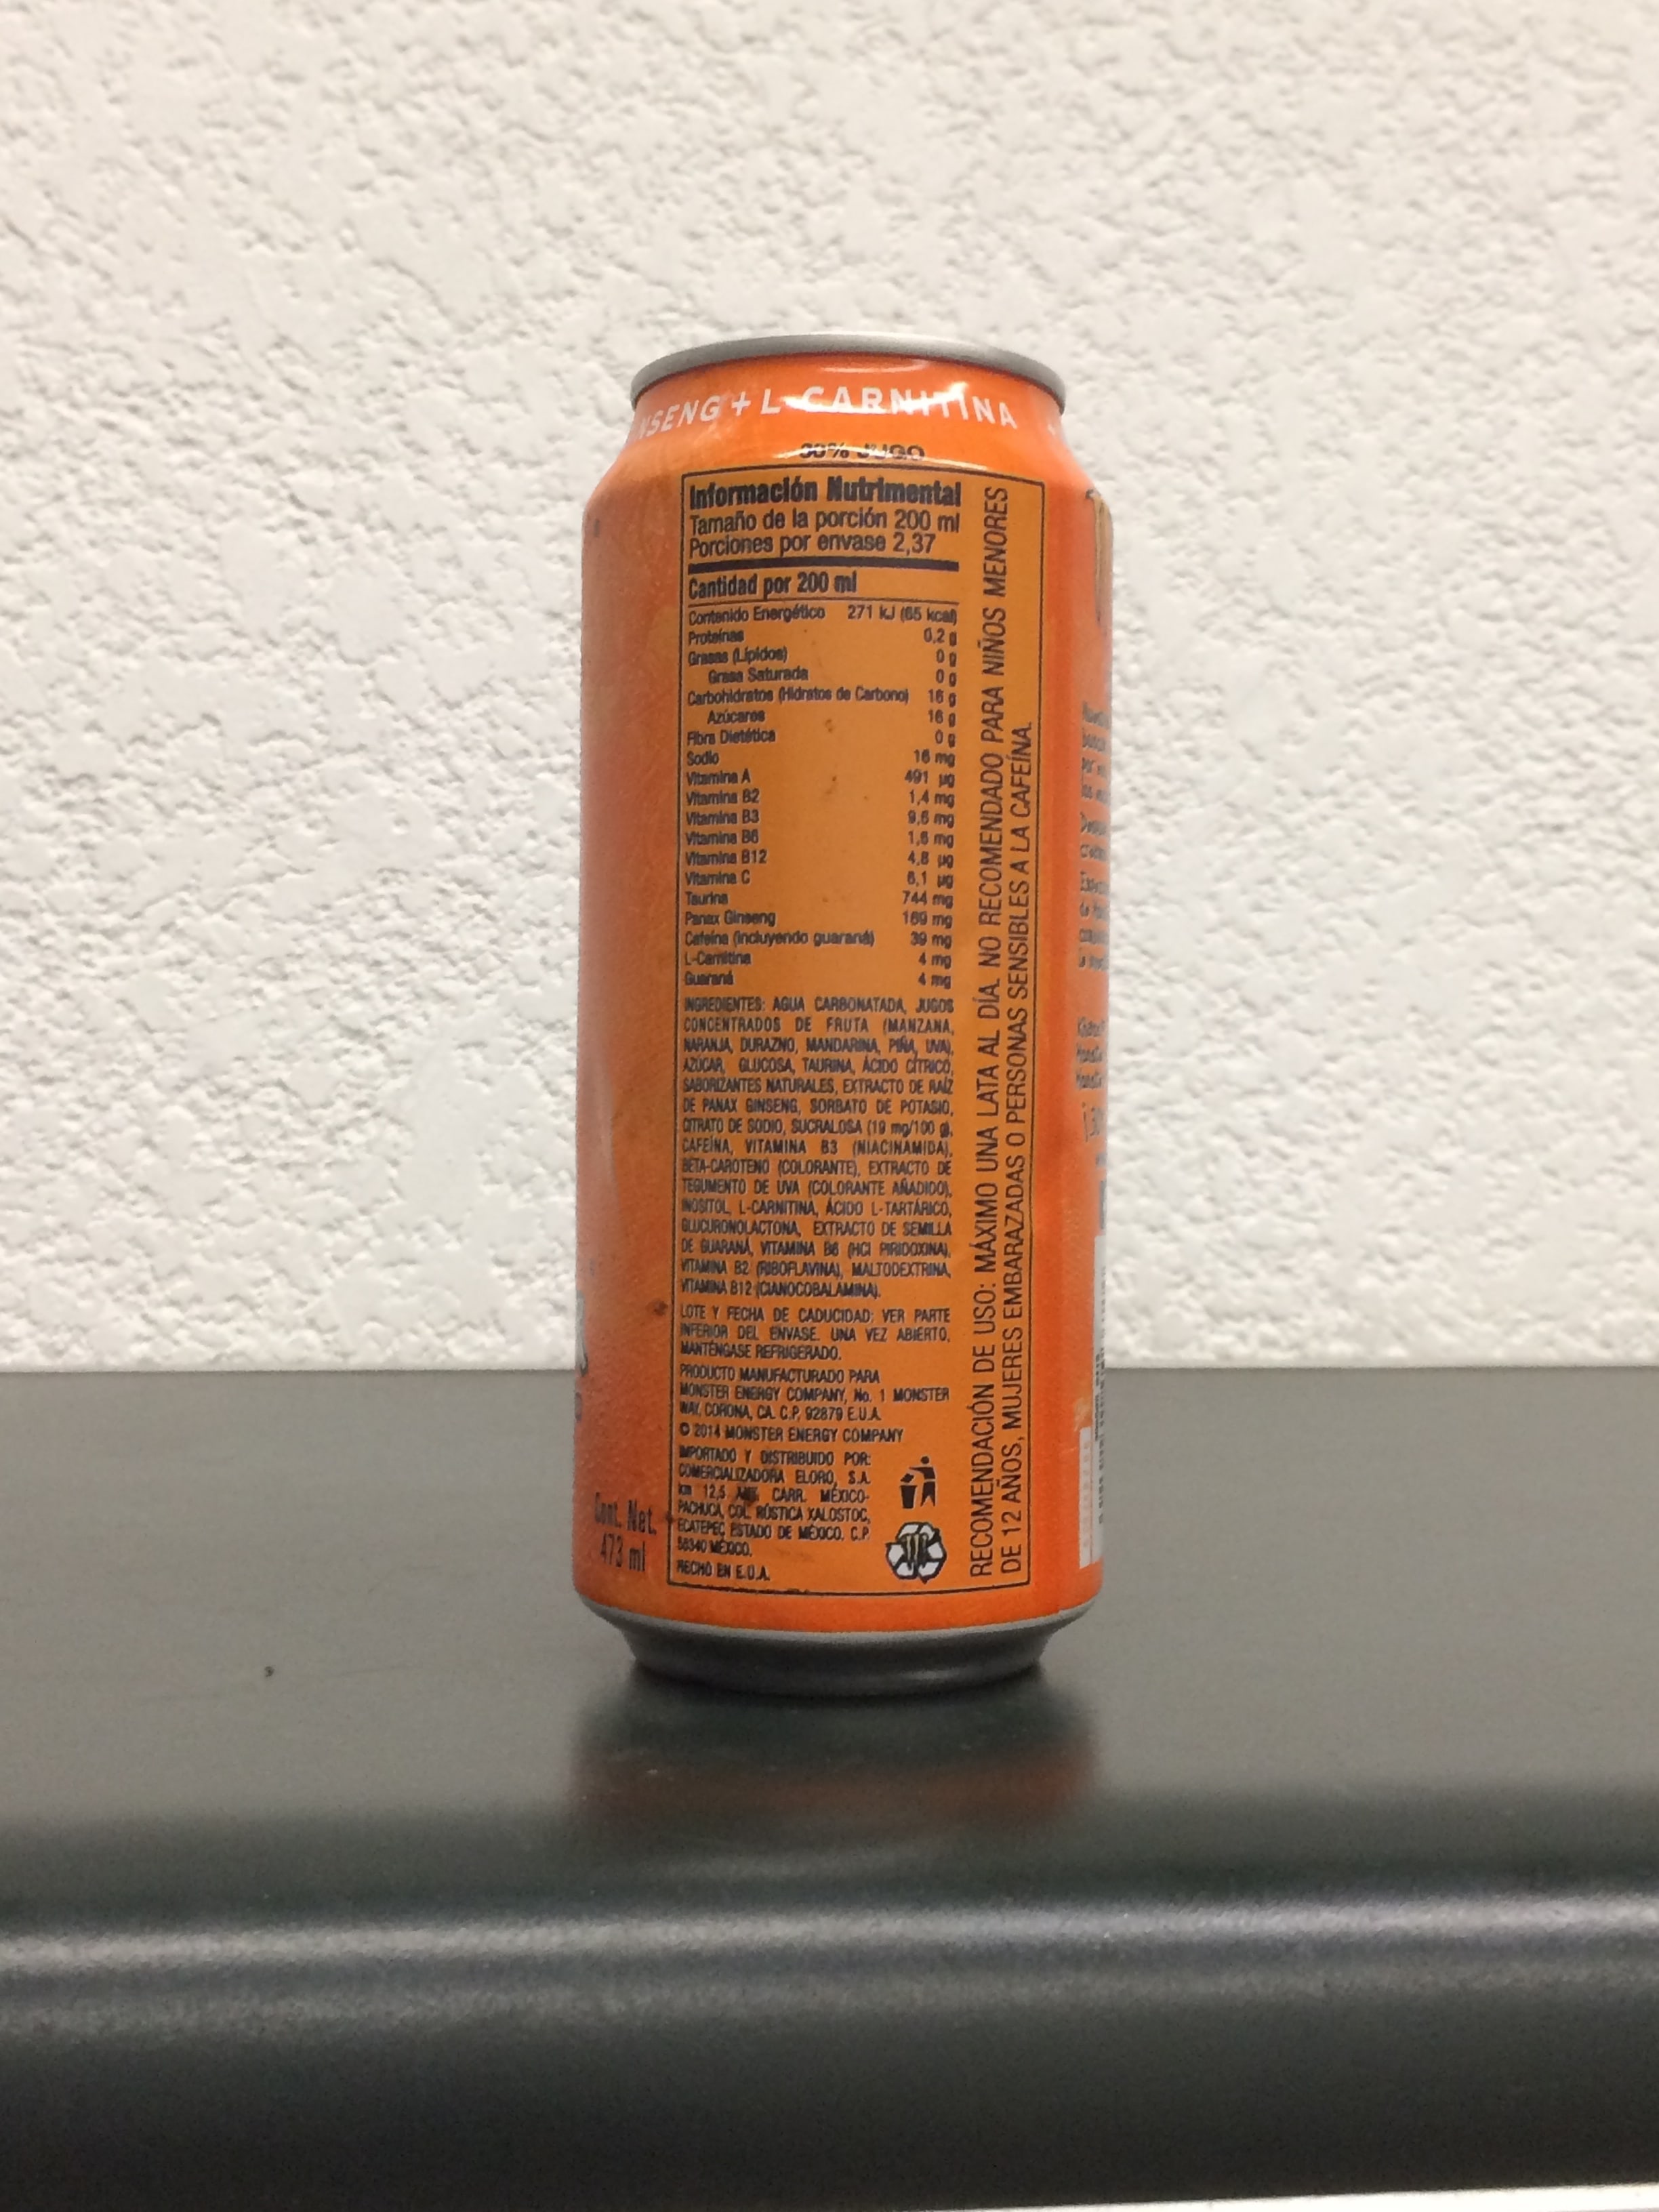 NSENG + L-CARNITINA
% JUGO
Información Nutrimental
Tamaño de la porción 200 ml
Porciones por envase 2,37
Cantidad por 200 ml
Contenido Energético 271 kJ (65 kcal)
Proteínas 0,2 g
Grasas (Lípidos) 0 g
Grasa Saturada 0 g
Carbohidratos (Hidratos de Carbono) 16 g
Azúcares 16 g
Fibra Dietética 0 g
Sodio 16 mg
Vitamina A 491 µg
Vitamina B2 1,4 mg
Vitamina B3 9,6 mg
Vitamina B6 1,6 mg
Vitamina B12 4,8 µg
Vitamina C 6,1 µg
Taurina 744 mg
Panax Ginseng 169 mg
Cafeína (incluyendo guaraná) 39 mg
L-Carnitina 4 mg
Guaraná 4 mg
INGREDIENTES: AGUA CARBONATADA, JUGOS
CONCENTRADOS DE FRUTA (MANZANA,
NARANJA, DURAZNO, MANDARINA, PIÑA, UVA),
AZÚCAR, GLUCOSA, TAURINA, ÁCIDO CÍTRICO,
SABORIZANTES NATURALES, EXTRACTO DE RAÍZ
DE PANAX GINSENG, SORBATO DE POTASIO,
CITRATO DE SODIO, SUCRALOSA (19 mg/100 g),
CAFEÍNA, VITAMINA B3 (NIACINAMIDA),
BETA-CAROTENO (COLORANTE), EXTRACTO DE
TEGUMENTO DE UVA (COLORANTE AÑADIDO),
INOSITOL, L-CARNITINA, ÁCIDO L-TARTÁRICO,
GLUCURONOLACTONA, EXTRACTO DE SEMILLA
DE GUARANÁ, VITAMINA B6 (HCl PIRIDOXINA),
VITAMINA B2 (RIBOFLAVINA), MALTODEXTRINA,
VITAMINA B12 (CIANOCOBALAMINA).
LOTE Y FECHA DE CADUCIDAD: VER PARTE
INFERIOR DEL ENVASE. UNA VEZ ABIERTO,
MANTÉNGASE REFRIGERADO.
PRODUCTO MANUFACTURADO PARA
MONSTER ENERGY COMPANY, No. 1 MONSTER
WAY, CORONA, CA. C.P. 92879 E.U.A.
© 2014 MONSTER ENERGY COMPANY
IMPORTADO Y DISTRIBUIDO POR:
COMERCIALIZADORA ELORO, S.A.
km 12,5 CARR. MÉXICO-
PACHUCA, COL. RÚSTICA XALOSTOC,
ECATEPEC, ESTADO DE MÉXICO. C.P.
55340 MÉXICO.
HECHO EN E.U.A.
RECOMENDACIÓN DE USO: MÁXIMO UNA LATA AL DÍA. NO RECOMENDADO PARA NIÑOS MENORES
DE 12 AÑOS, MUJERES EMBARAZADAS O PERSONAS SENSIBLES A LA CAFEÍNA.
Cont. Net.
473 ml